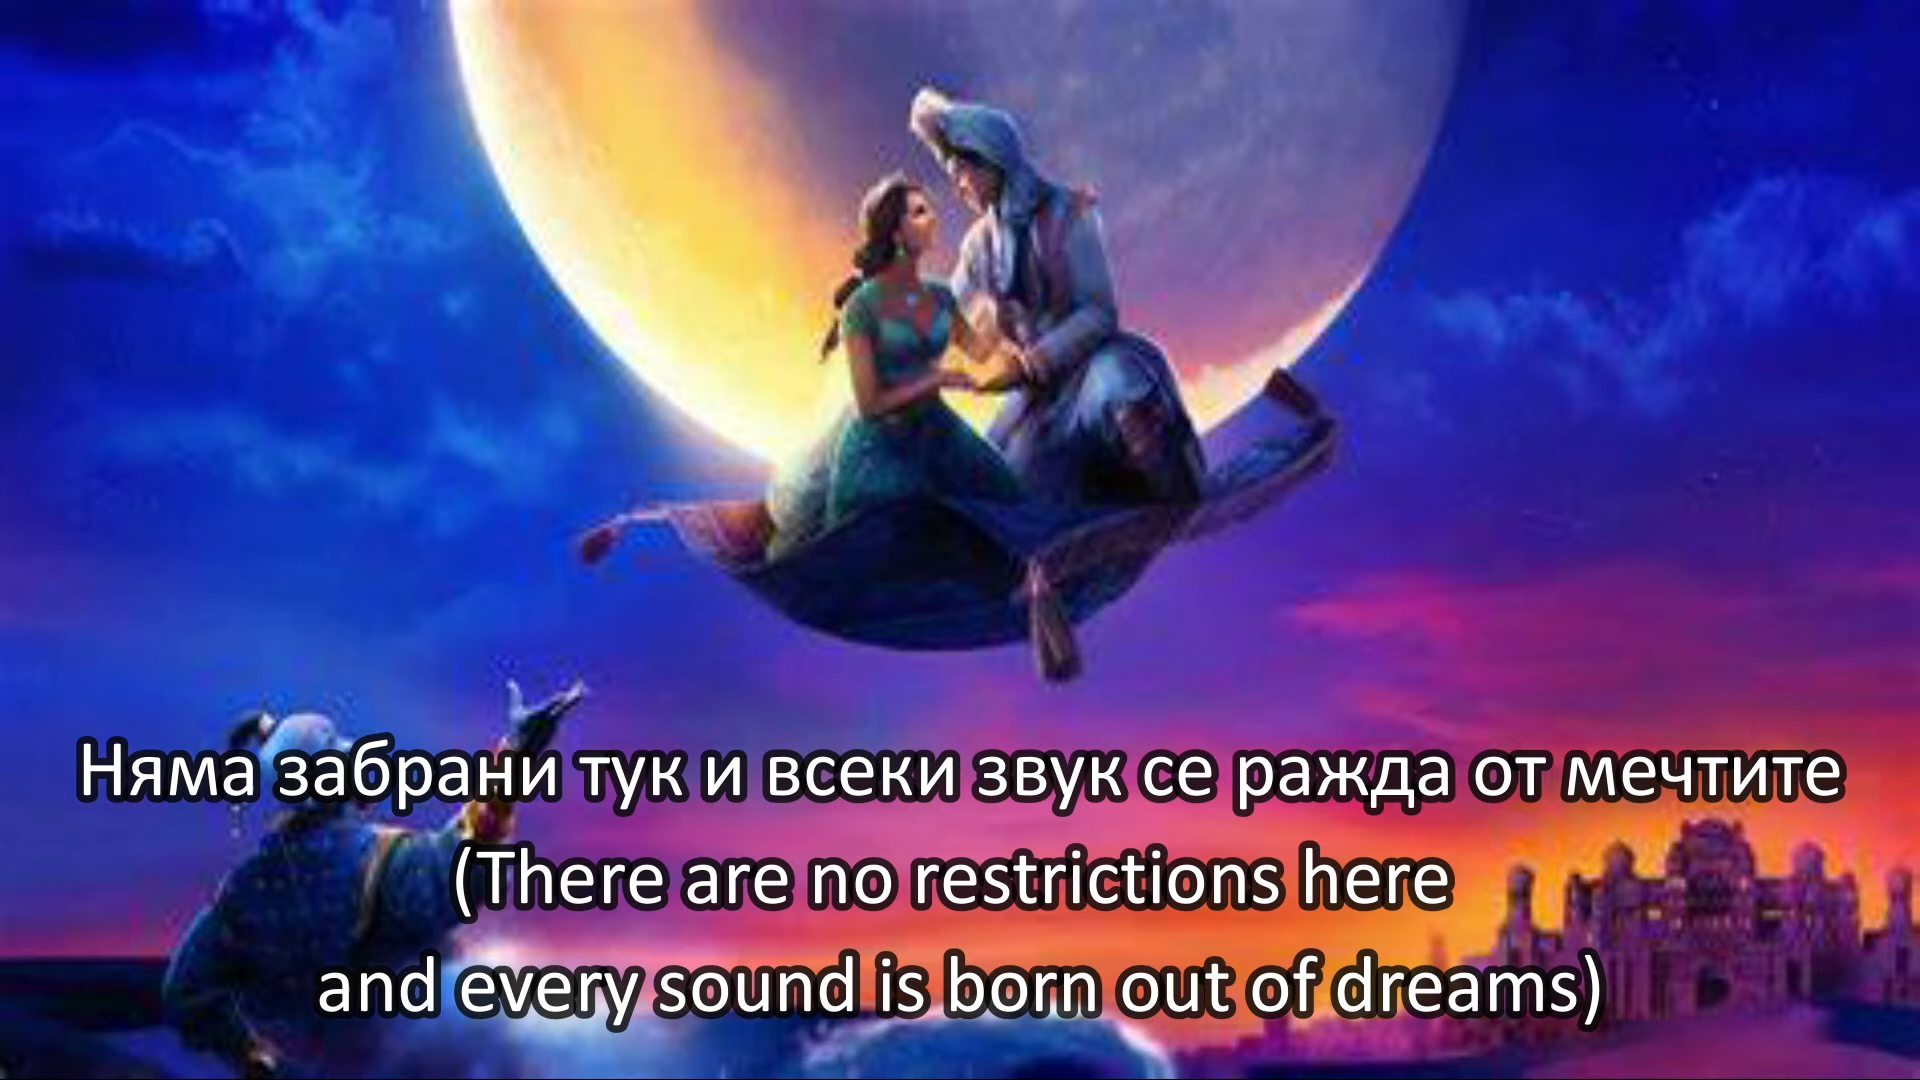 Няма забрани тук и всеки звук се ражда от мечтите
(There are no restrictions here
and every sound is born out of dreams)